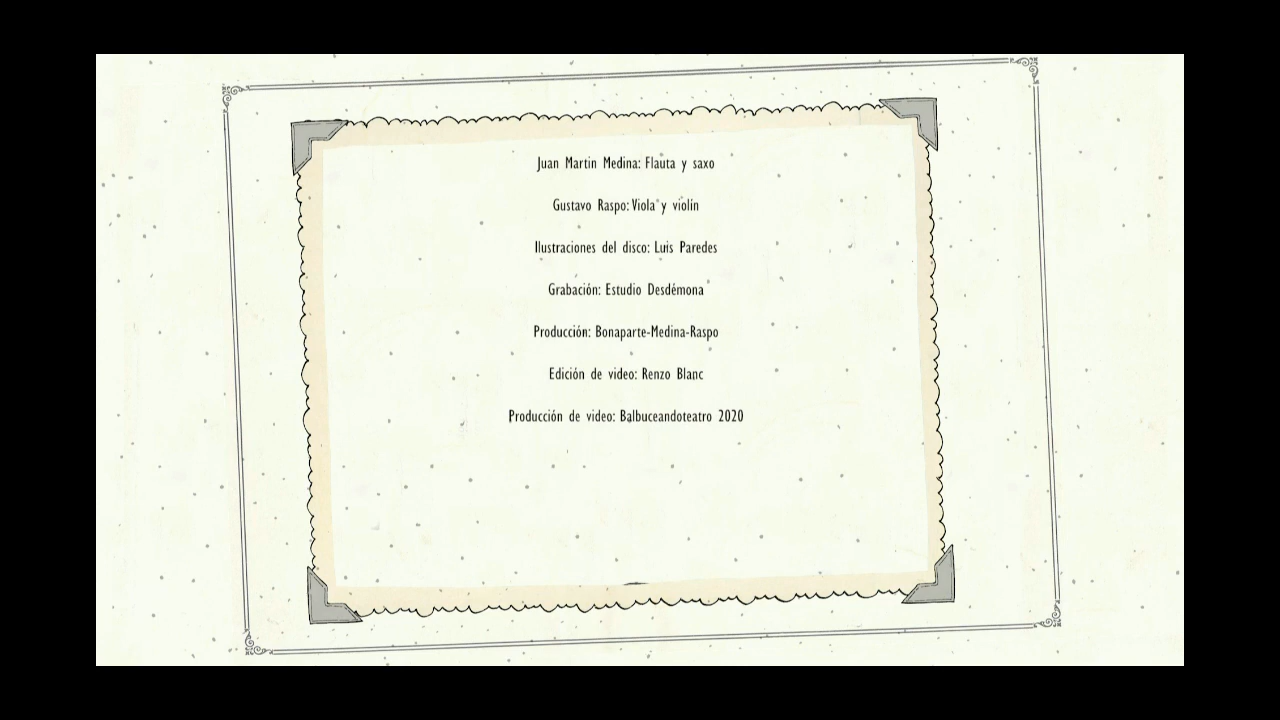 Juan Martin Medina: Flauta y saxo
Gustavo Raspo: Viola y violín
Ilustraciones del disco: Luis Paredes
Grabación: Estudio Desdémona
Producción: Bonaparte-Medina-Raspo
Edición de video: Renzo Blanc
Producción de video: Balbuceandoteatro 2020